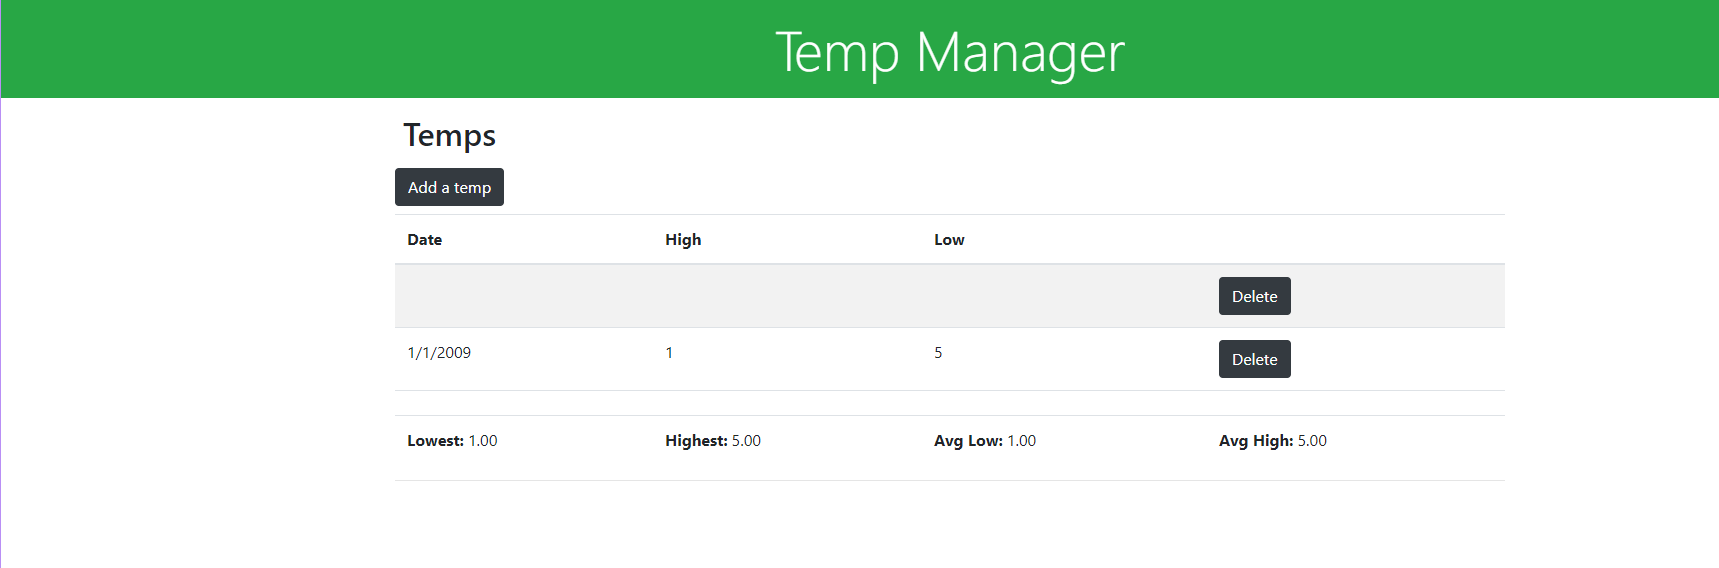 Temp Manager
Temps
Add a temp
Date High Low
Delete
1/1/2009 1 5 Delete
Lowest: 1.00 Highest: 5.00 Avg Low: 1.00 Avg High: 5.00